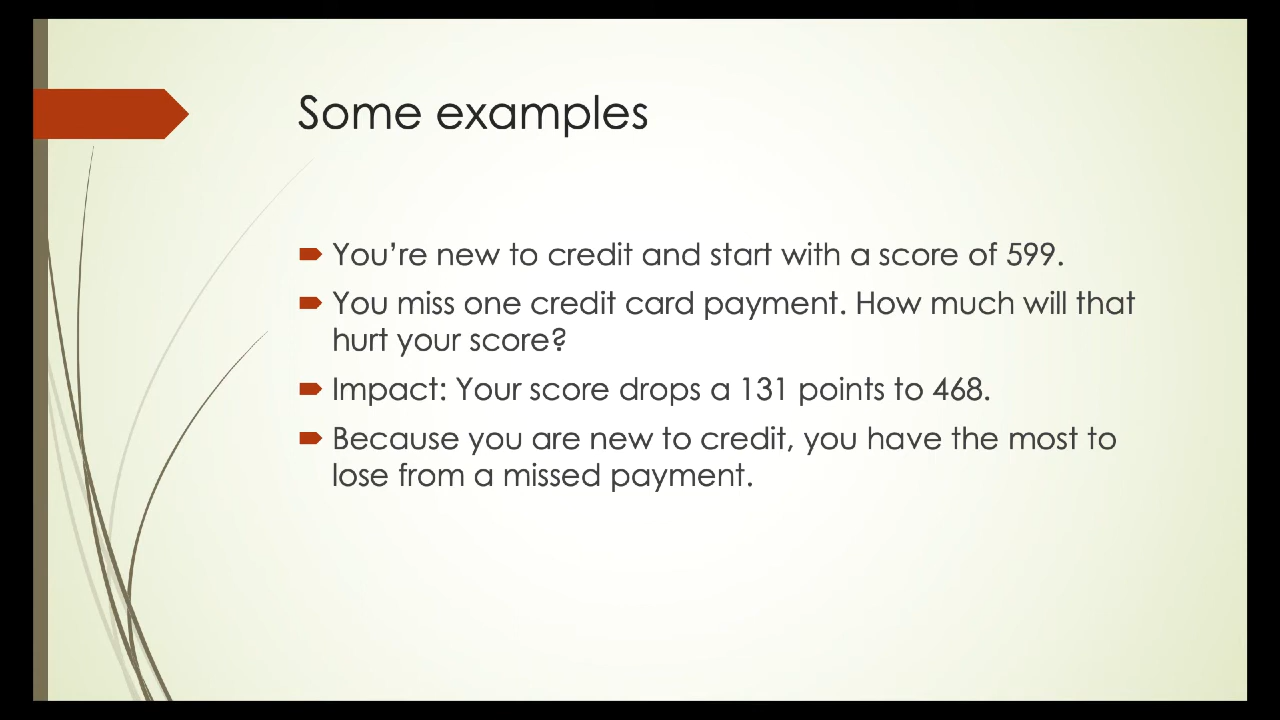 Some examples
You’re new to credit and start with a score of 599.
You miss one credit card payment. How much will that
hurt your score?
Impact: Your score drops a 131 points to 468.
Because you are new to credit, you have the most to
lose from a missed payment.